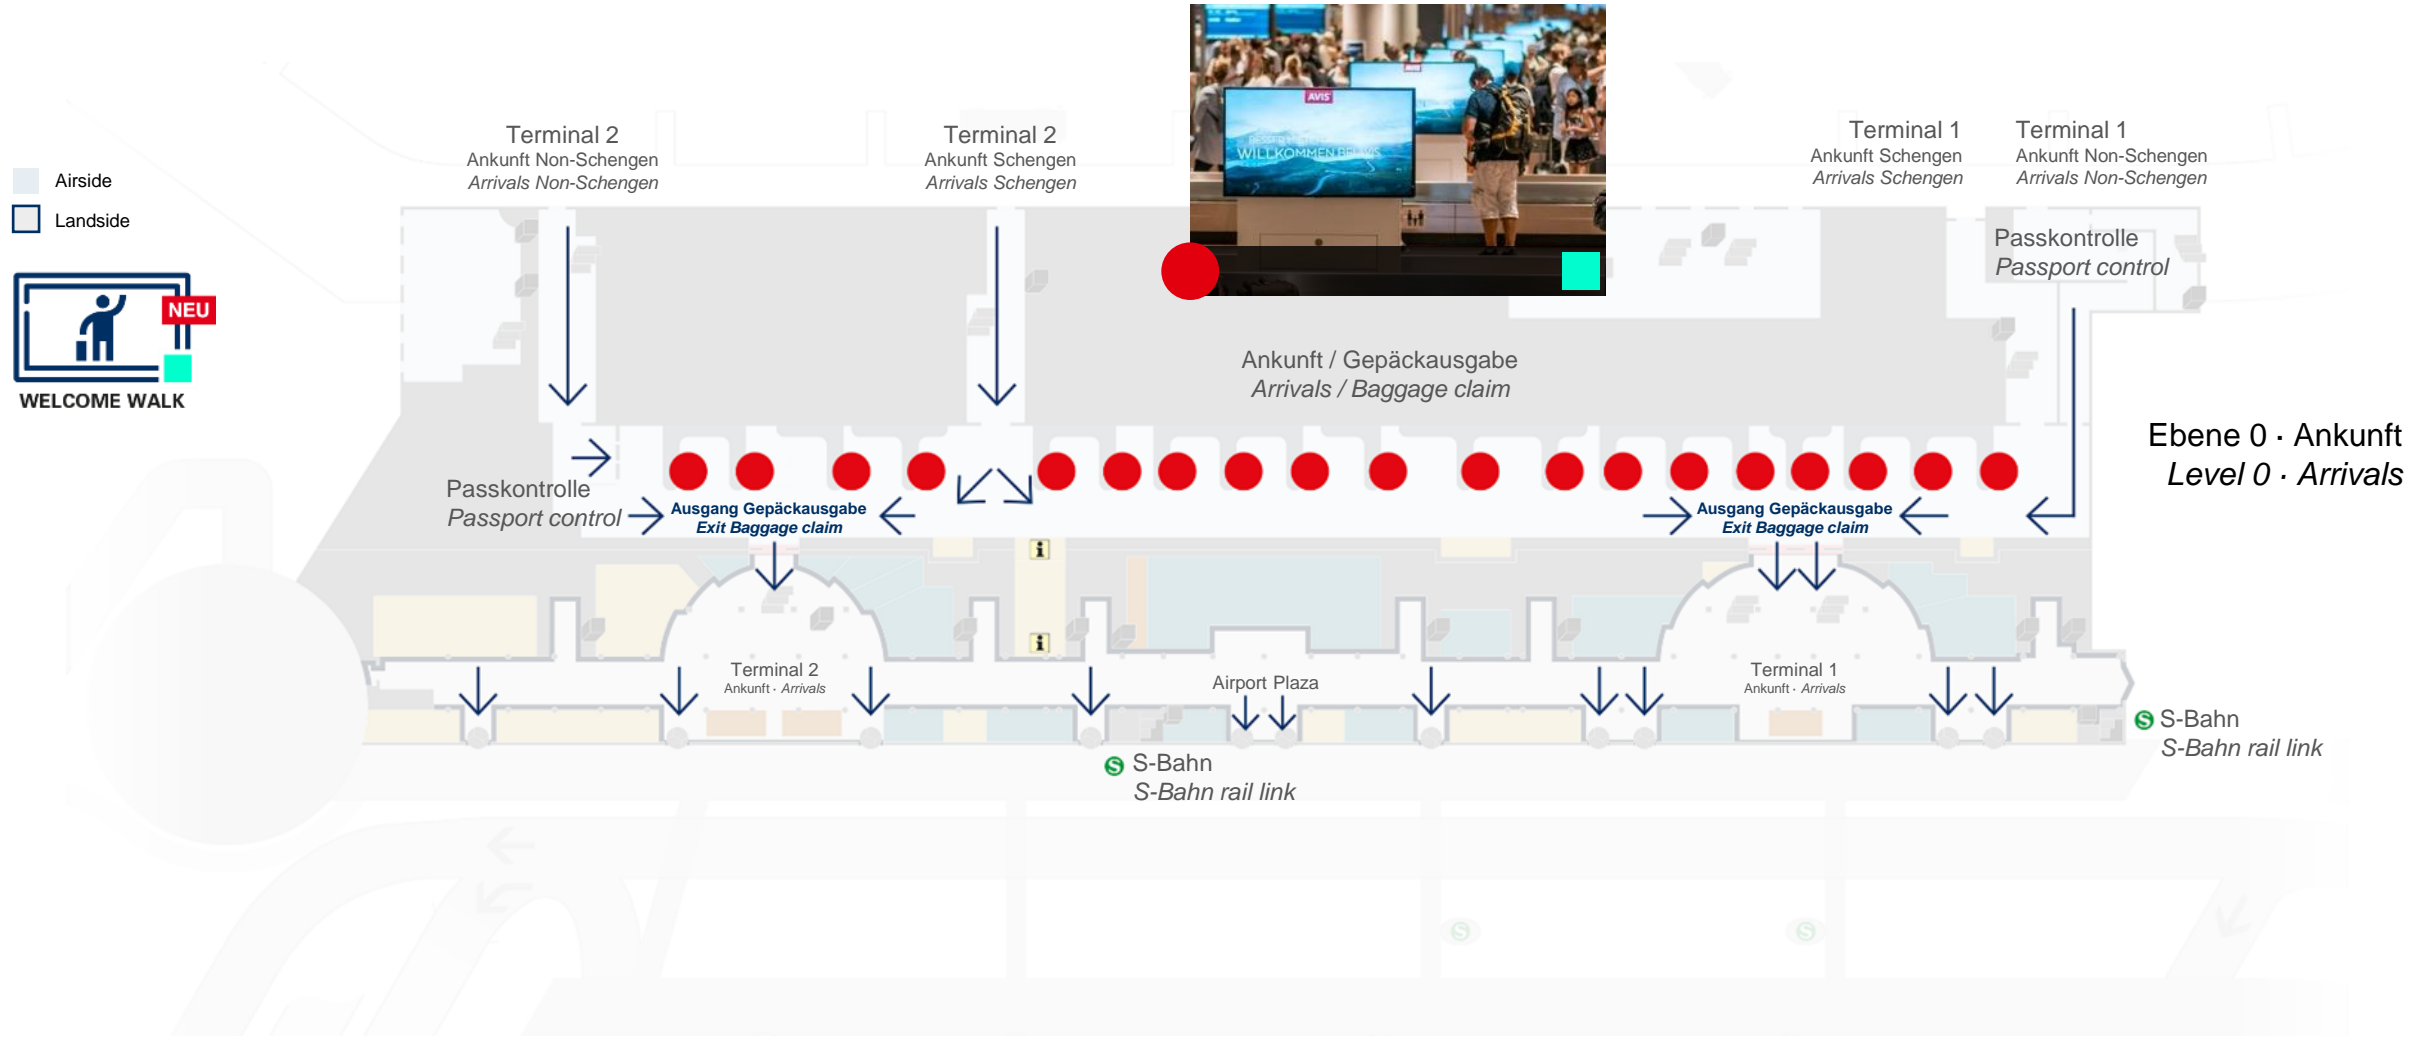 AVIS
WILLKOMMEN BEI AVIS
Terminal 2
Ankunft Non-Schengen
Arrivals Non-Schengen
Terminal 2
Ankunft Schengen
Arrivals Schengen
Terminal 1
Ankunft Schengen
Arrivals Schengen
Terminal 1
Ankunft Non-Schengen
Arrivals Non-Schengen
Airside
Landside
Passkontrolle
Passport control
NEU
WELCOME WALK
Ankunft / Gepäckausgabe
Arrivals / Baggage claim
Ebene 0 · Ankunft
Level 0 · Arrivals
Passkontrolle
Passport control
Ausgang Gepäckausgabe
Exit Baggage claim
Ausgang Gepäckausgabe
Exit Baggage claim
i
i
Terminal 2
Ankunft · Arrivals
Airport Plaza
Terminal 1
Ankunft · Arrivals
S S-Bahn
S-Bahn rail link
S S-Bahn
S-Bahn rail link
S
S